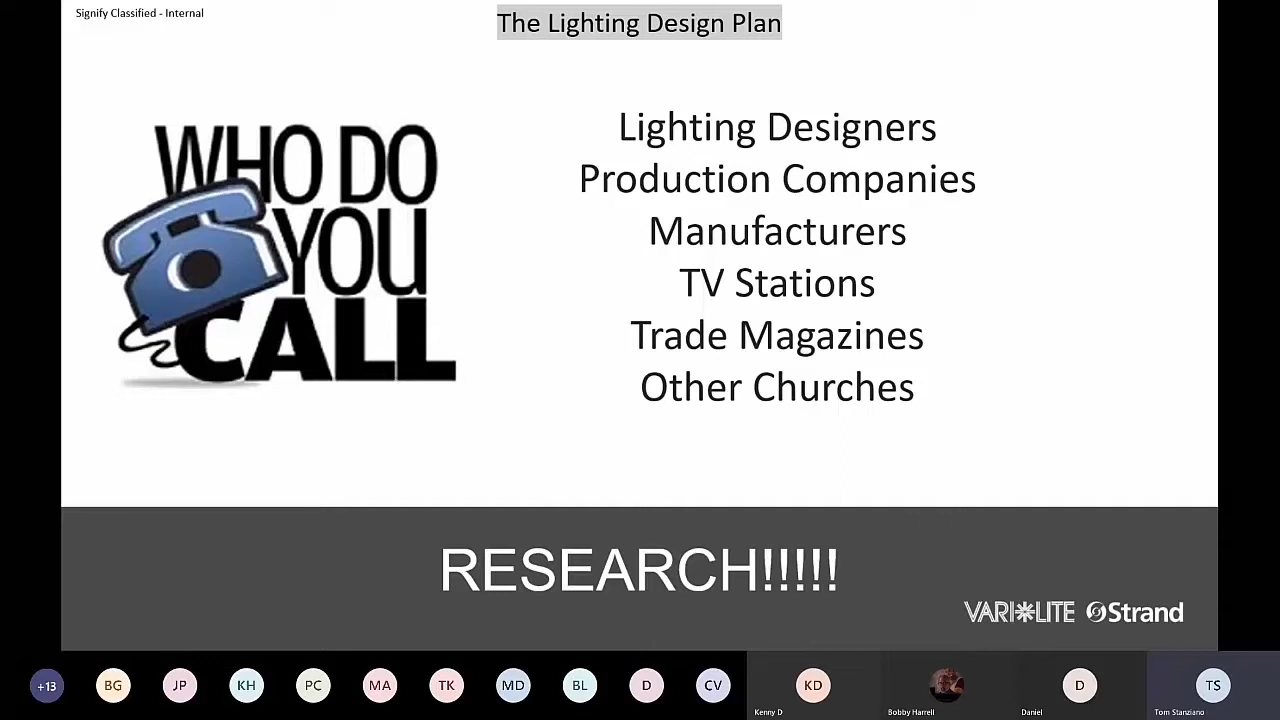 Signify Classified - Internal
The Lighting Design Plan
WHO DO
YOU
CALL
Lighting Designers
Production Companies
Manufacturers
TV Stations
Trade Magazines
Other Churches
RESEARCH!!!!!
VARI*LITE Strand
+13 BG JP KH PC MA TK MD BL D CV KD D TS
Kenny D Bobby Harrell Daniel Tom Stanziano